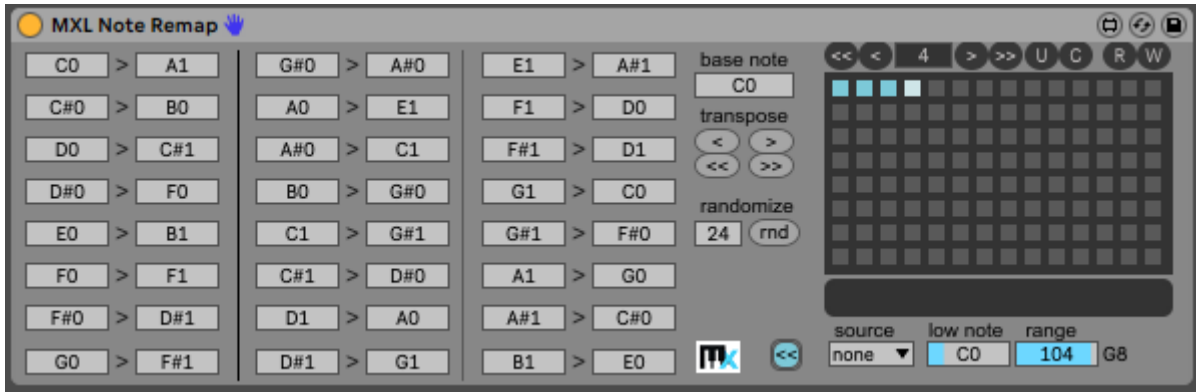 MXL Note Remap
C0 > A1 G#0 > A#0 E1 > A#1 base note << < 4 > >> U C R W
C0
C#0 > B0 A0 > E1 F1 > D0 transpose
D0 > C#1 A#0 > C1 F#1 > D1 < >
<< >>
D#0 > F0 B0 > G#0 G1 > C0 randomize
E0 > B1 C1 > G#1 G#1 > F#0 24 rnd
F0 > F1 C#1 > D#0 A1 > G0
F#0 > D#1 D1 > A0 A#1 > C#0 source low note range
G0 > F#1 D#1 > G1 B1 > E0 mx << none C0 104 G8